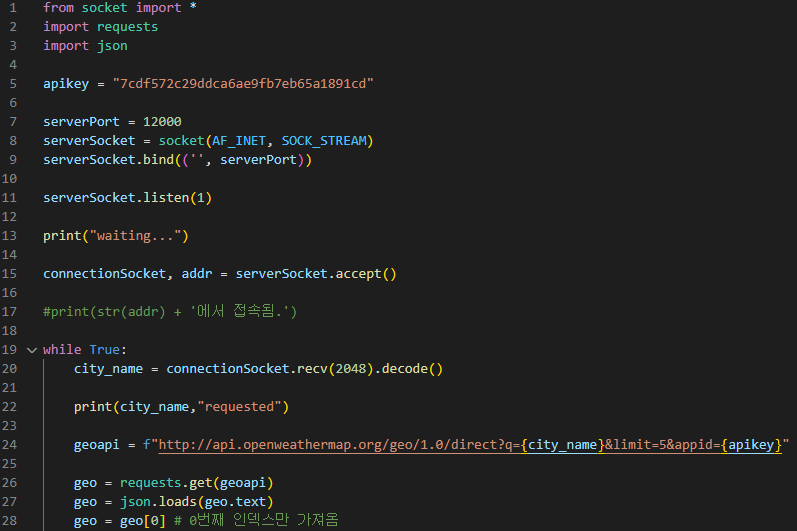 1 from socket import *
2 import requests
3 import json
4
5 apikey = "7cdf572c29ddca6ae9fb7eb65a1891cd"
6
7 serverPort = 12000
8 serverSocket = socket(AF_INET, SOCK_STREAM)
9 serverSocket.bind(('', serverPort))
10
11 serverSocket.listen(1)
12
13 print("waiting...")
14
15 connectionSocket, addr = serverSocket.accept()
16
17 #print(str(addr) + '에서 접속됨.')
18
19 while True:
20 city_name = connectionSocket.recv(2048).decode()
21
22 print(city_name,"requested")
23
24 geoapi = f"http://api.openweathermap.org/geo/1.0/direct?q={city_name}&limit=5&appid={apikey}"
25
26 geo = requests.get(geoapi)
27 geo = json.loads(geo.text)
28 geo = geo[0] # 0번째 인덱스만 가져옴